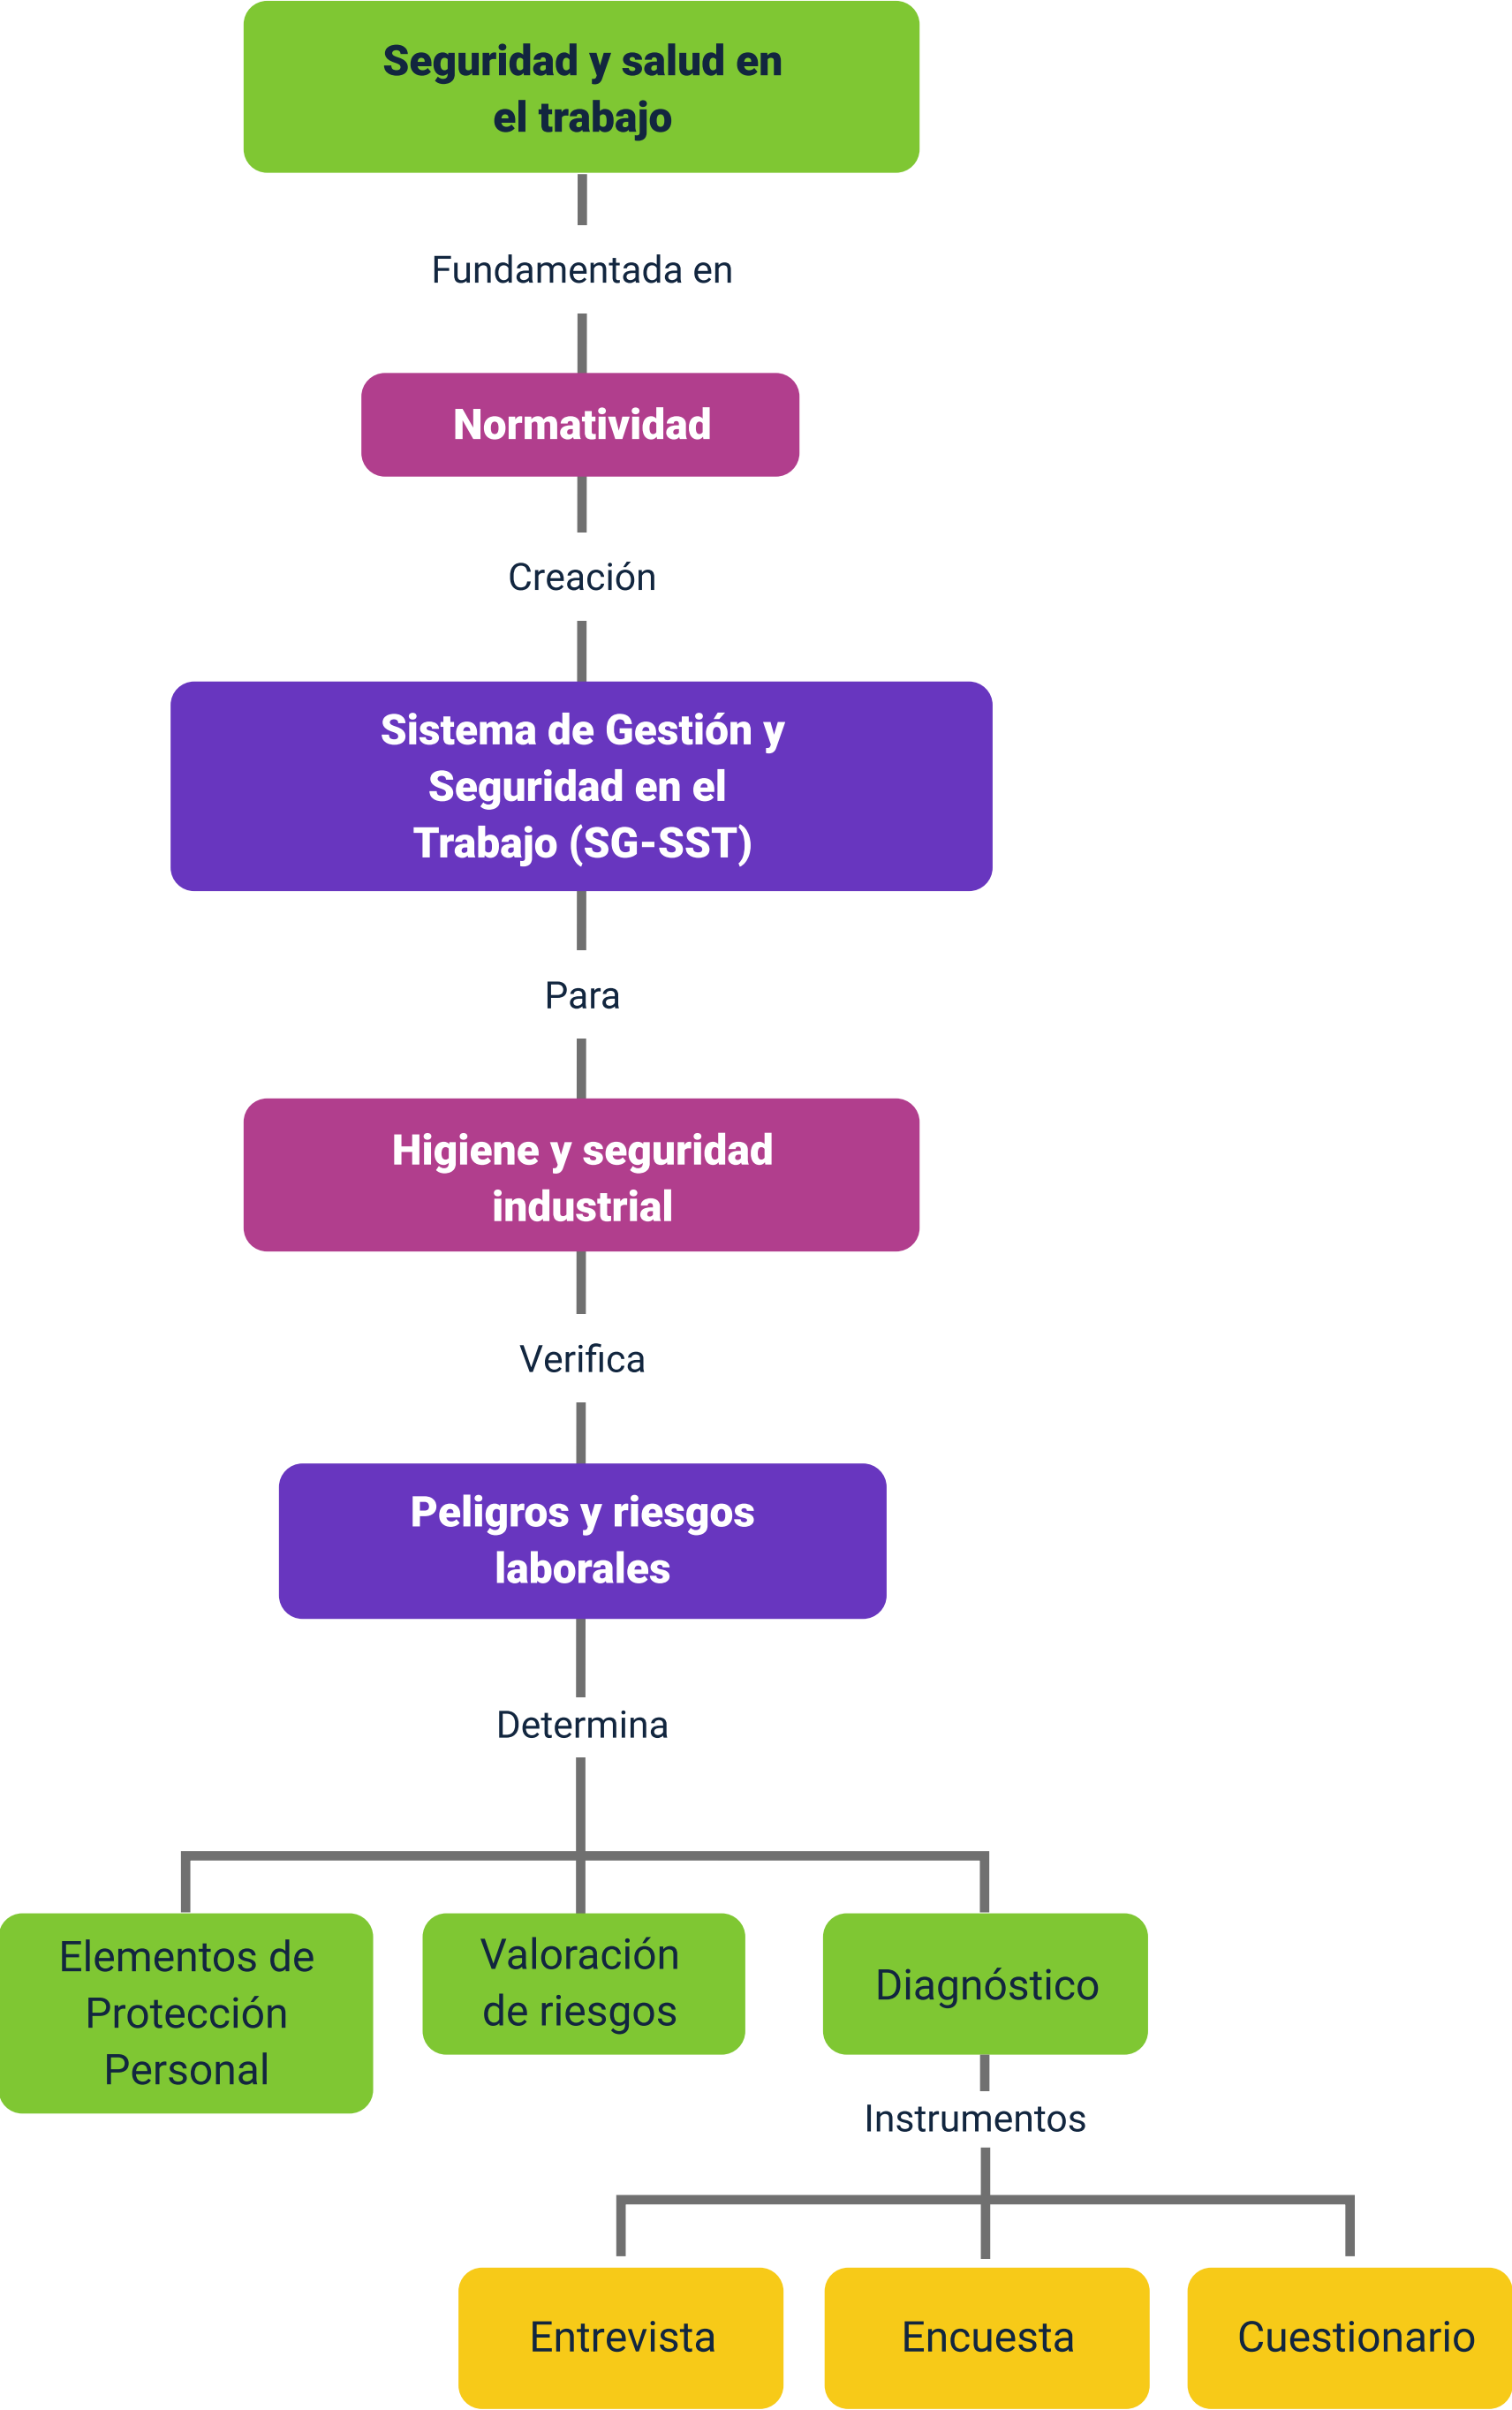 Seguridad y salud en
el trabajo
Fundamentada en
Normatividad
Creación
Sistema de Gestión y
Seguridad en el
Trabajo (SG-SST)
Para
Higiene y seguridad
industrial
Verifica
Peligros y riesgos
laborales
Determina
Elementos de
Protección
Personal
Valoración
de riesgos
Diagnóstico
Instrumentos
Entrevista
Encuesta
Cuestionario